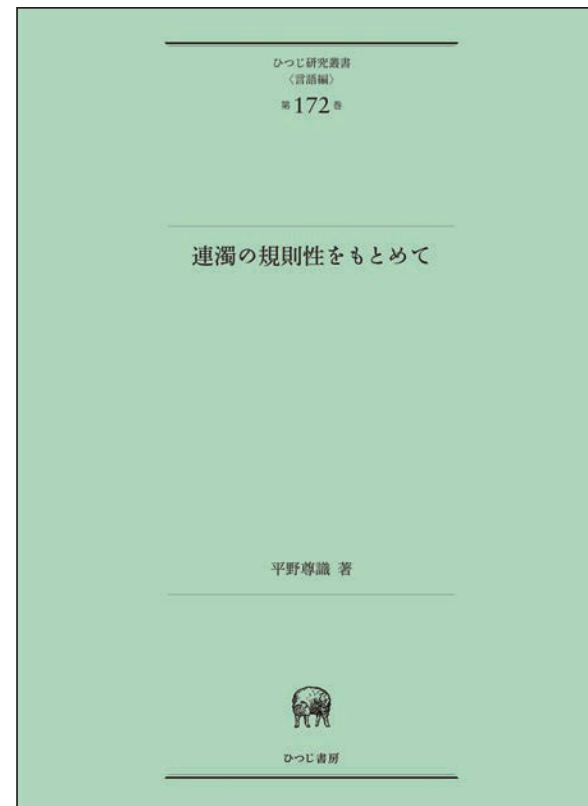 ひつじ研究叢書
〈言語編〉
第172巻
連濁の規則性をもとめて
平野尊識 著
ひつじ書房